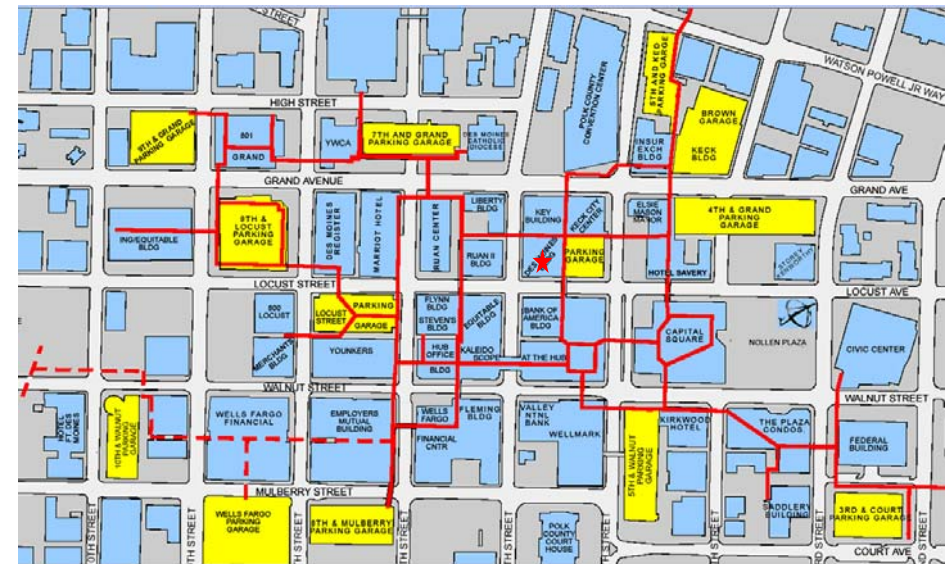 STREET
WATSON POWELL JR WAY
HIGH STREET
9TH & GRAND
PARKING GARAGE
801
GRAND
YWCA
7TH AND GRAND
PARKING GARAGE
DES MOINES
CATHOLIC
DIOCESE
POLK COUNTY
CONVENTION CENTER
PARKING GARGE
INSUR
EXCH
BLDG
BROWN
GARAGE
KECK
BLDG
GRAND AVENUE
GRAND AVE
ING/EQUITABLE
BLDG
LOCUST
PARKING
GARAGE
DES MOINES
REGISTER
MARRIOT HOTEL
RUAN CENTER
LIBERTY
BLDG
RUAN II
BLDG
KEY
BUILDING
KECK CITY
CENTER
PARKING
GARAGE
ELSIE
MASON
MANOR
4TH & GRAND
PARKING GARAGE
HOTEL SAVERY
STOREY
KENWORTHY
LOCUST STREET
LOCUST AVE
800
LOCUST
MERCHANTS
BLDG
LOCUST
STREET
PARKING
GARAGE
YOUNKERS
FLYNN
BLDG
STEVEN'S
BLDG
HUB
OFFICE
BLDG
EQUITABLE
BLDG
KALEIDO
SCOPE
AT THE HUB
BANK OF
AMERICA
BLDG
CAPITAL
SQUARE
NOLLEN PLAZA
CIVIC CENTER
WALNUT STREET
WALNUT STREET
HOTEL
FT DES
MOINES
10TH & WALNUT
PARKING
GARAGE
WELLS FARGO
FINANCIAL
EMPLOYERS
MUTUAL
BUILDING
WELLS
FARGO
FINANCIAL
CNTR
FLEMING
BLDG
VALLEY
NTNL
BANK
WELLMARK
5TH & WALNUT
PARKING
GARAGE
KIRKWOOD
HOTEL
THE PLAZA
CONDOS
FEDERAL
BUILDING
MULBERRY STREET
WELLS FARGO
PARKING
GARAGE
8TH & MULBERRY
PARKING GARAGE
POLK
COUNTY
COURT
HOUSE
SADDLERY
BUILDING
3RD & COURT
PARKING GARAGE
COURT AVE